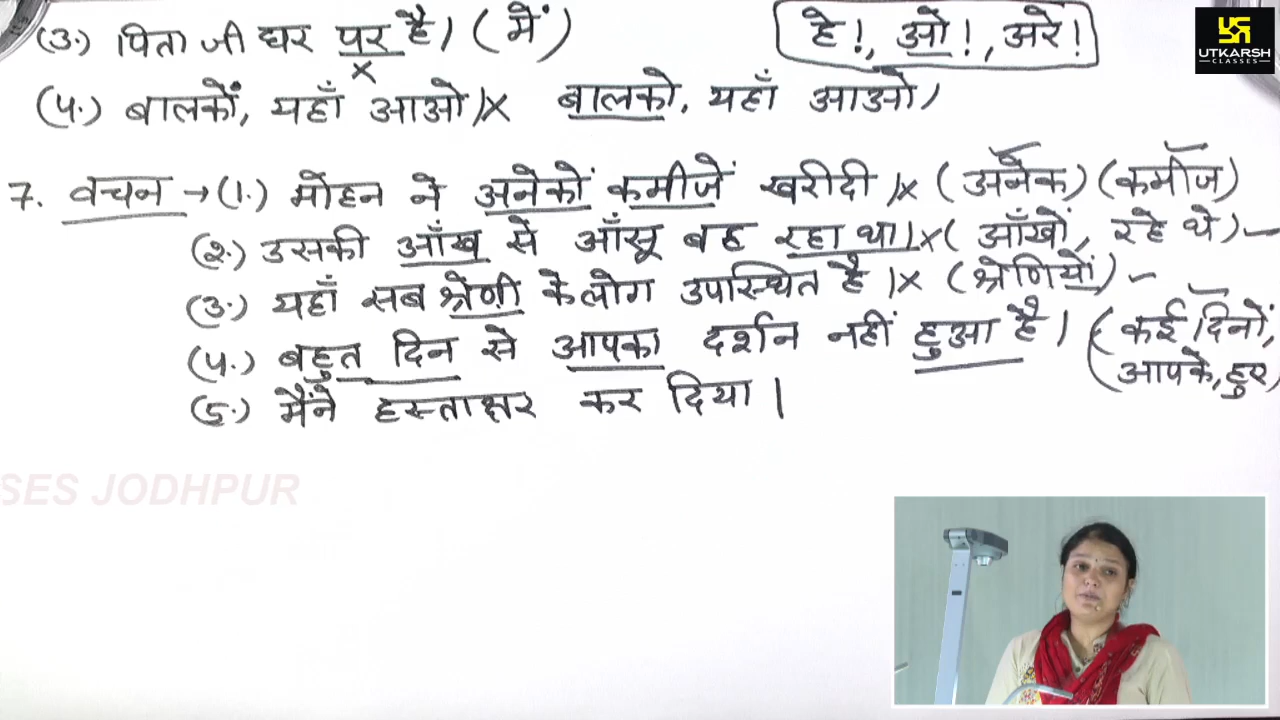 (3.) पिता जी घर पर है। (में)
x
हे!, ओ!, अरे!
UTKARSH
CLASSES
(4.) बालकों, यहाँ आओ।x बालको, यहाँ आओ।
7. वचन → (1.) मोहन ने अनेकों कमीजें खरीदी।x (अनेक) (कमीज)
(2.) उसकी आँख से आँसू बह रहा था।x (आँखों, रहे थे)
(3.) यहाँ सब श्रेणी के लोग उपस्थित है।x (श्रेणियों)
(4.) बहुत दिन से आपका दर्शन नहीं हुआ है। (कई दिनों,
आपके, हुए)
(5.) मैंने हस्ताक्षर कर दिया।
SES JODHPUR